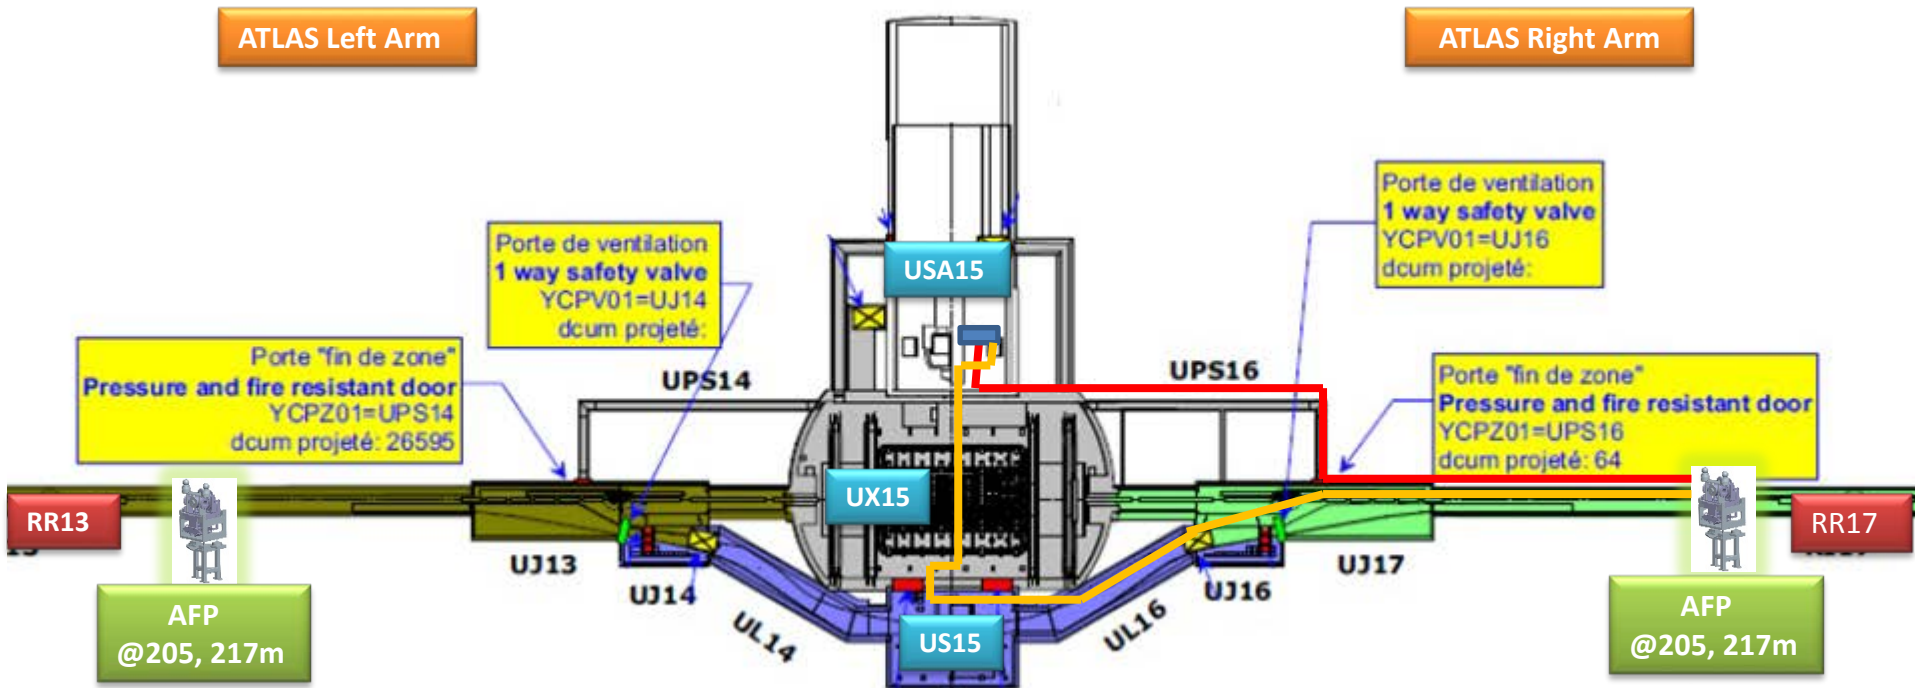 ATLAS Left Arm
ATLAS Right Arm
Porte de ventilation
1 way safety valve
YCPV01=UJ16
dcum projeté:
Porte de ventilation
1 way safety valve
YCPV01=UJ14
dcum projeté:
USA15
Porte "fin de zone"
Pressure and fire resistant door
YCPZ01=UPS14
dcum projeté: 26595
UPS14
UPS16
Porte "fin de zone"
Pressure and fire resistant door
YCPZ01=UPS16
dcum projeté: 64
RR13
UX15
RR17
UJ13
UJ14
UL14
US15
UL16
UJ16
UJ17
AFP
@205, 217m
AFP
@205, 217m